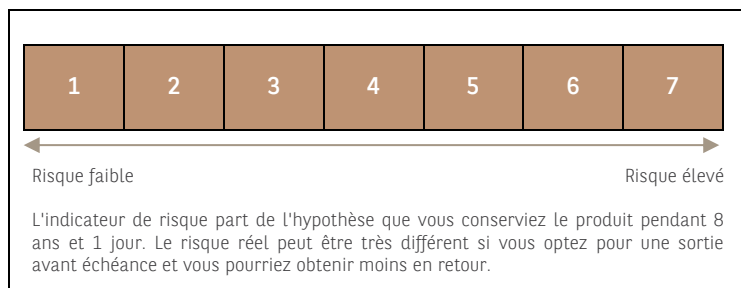 1 2 3 4 5 6 7
Risque faible Risque élevé
L'indicateur de risque part de l'hypothèse que vous conserviez le produit pendant 8
ans et 1 jour. Le risque réel peut être très différent si vous optez pour une sortie
avant échéance et vous pourriez obtenir moins en retour.